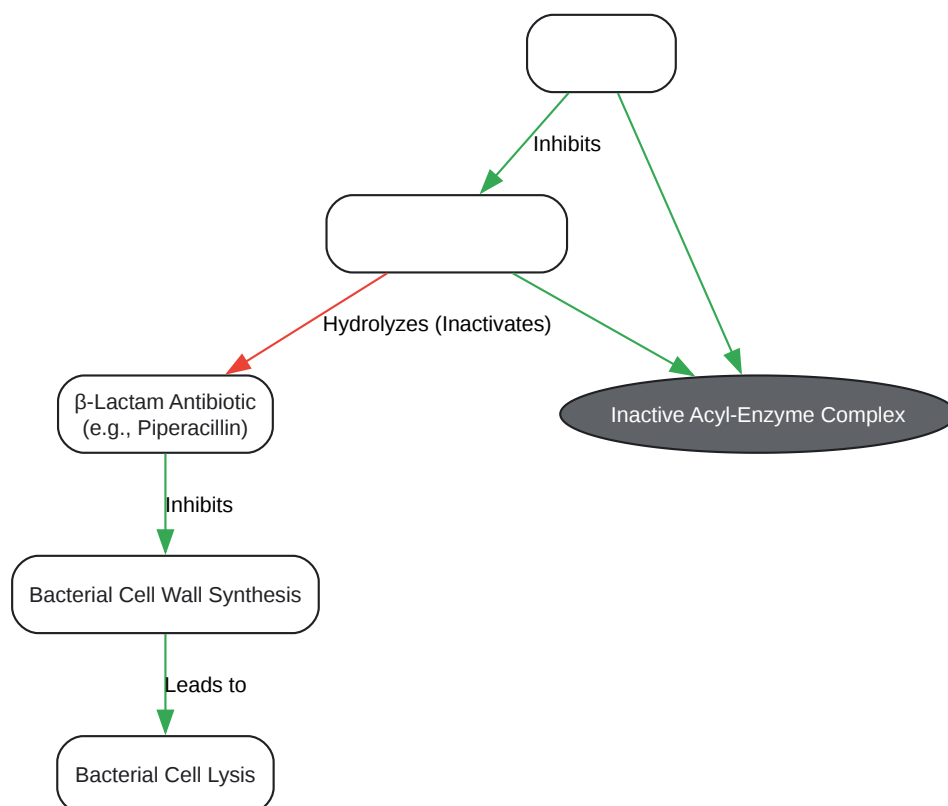 Inhibits
Hydrolyzes (Inactivates)
β-Lactam Antibiotic
(e.g., Piperacillin)
Inactive Acyl-Enzyme Complex
Inhibits
Bacterial Cell Wall Synthesis
Leads to
Bacterial Cell Lysis